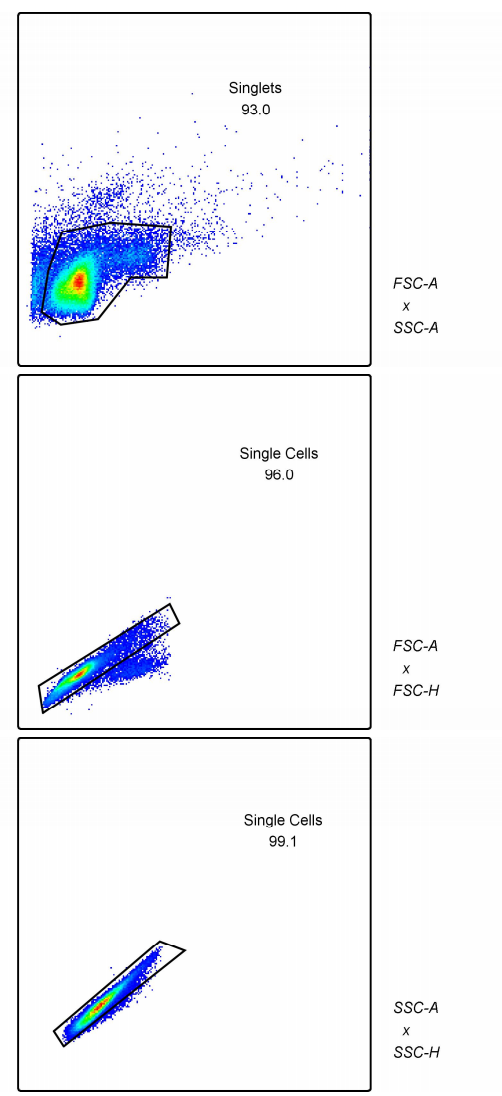 Singlets
93.0
FSC-A
x
SSC-A
Single Cells
96.0
FSC-A
x
FSC-H
Single Cells
99.1
SSC-A
x
SSC-H